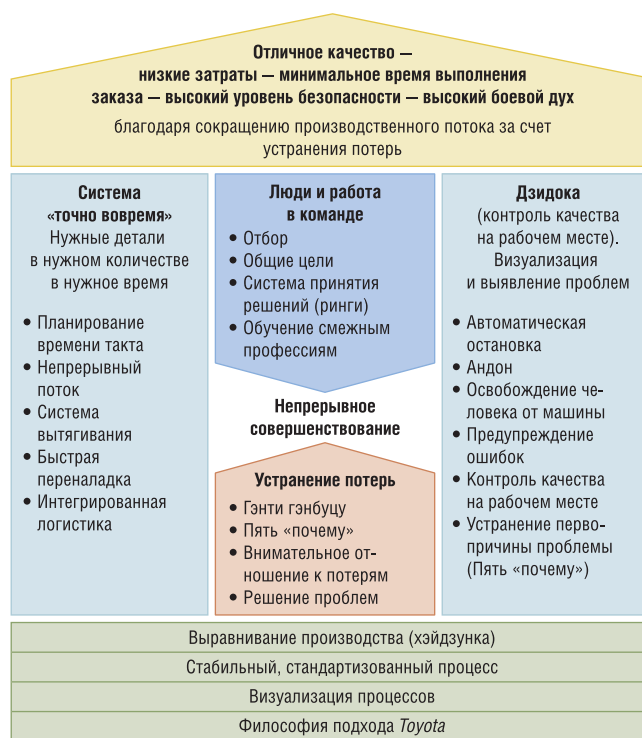 Отличное качество —
низкие затраты — минимальное время выполнения
заказа — высокий уровень безопасности — высокий боевой дух
благодаря сокращению производственного потока за счет
устранения потерь
Система
«точно вовремя»
Нужные детали
в нужном количестве
в нужное время
• Планирование
времени такта
• Непрерывный
поток
• Система
вытягивания
• Быстрая
переналадка
• Интегрированная
логистика
Люди и работа
в команде
• Отбор
• Общие цели
• Система принятия
решений (ринги)
• Обучение смежным
профессиям
Непрерывное
совершенствование
Устранение потерь
• Гэнти гэнбуцу
• Пять «почему»
• Внимательное от-
ношение к потерям
• Решение проблем
Дзидока
(контроль качества
на рабочем месте).
Визуализация
и выявление проблем
• Автоматическая
остановка
• Андон
• Освобождение че-
ловека от машины
• Предупреждение
ошибок
• Контроль качества
на рабочем месте
• Устранение перво-
причины проблемы
(Пять «почему»)
Выравнивание производства (хэйдзунка)
Стабильный, стандартизованный процесс
Визуализация процессов
Философия подхода Toyota